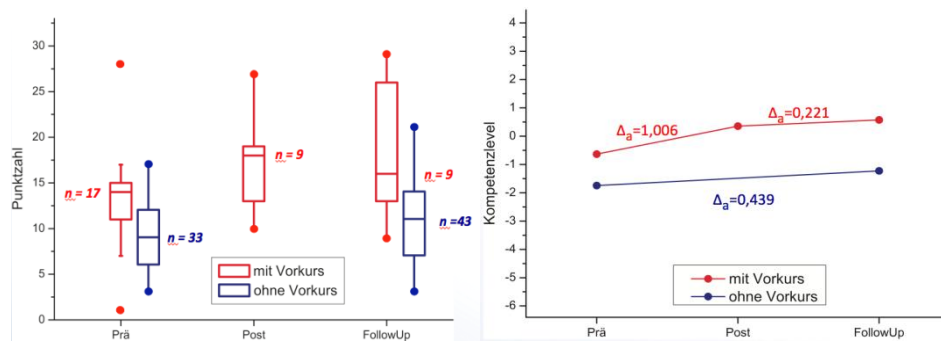 Punktzahl
30
25
20
15
10
5
0
n = 17
n = 33
n = 9
n = 9
n =43
mit Vorkurs
ohne Vorkurs
Prä
Post
FollowUp
Kompetenzlevel
4
3
2
1
0
-1
-2
-3
-4
-5
-6
Δa=1,006
Δa=0,221
Δa=0,439
mit Vorkurs
ohne Vorkurs
Prä
Post
FollowUp